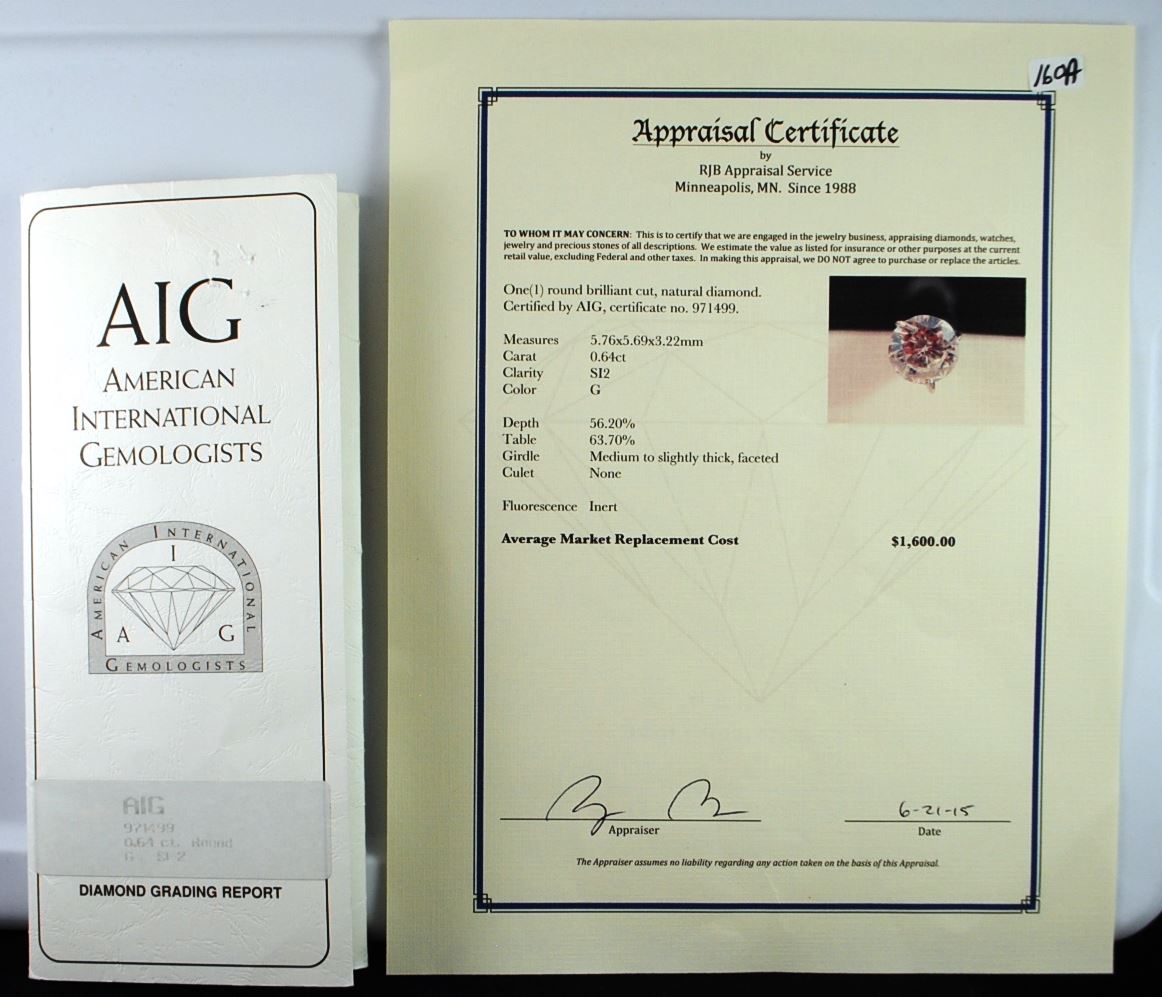 AIG
AMERICAN
INTERNATIONAL
GEMOLOGISTS
AMERICAN INTERNATIONAL
I
A G
GEMOLOGISTS
AIG
971499
0.64 ct. Round
G SI-2
DIAMOND GRADING REPORT
160A
Appraisal Certificate
by
RJB Appraisal Service
Minneapolis, MN. Since 1988
TO WHOM IT MAY CONCERN: This is to certify that we are engaged in the jewelry business, appraising diamonds, watches,
jewelry and precious stones of all descriptions. We estimate the value as listed for insurance or other purposes at the current
retail value, excluding Federal and other taxes. In making this appraisal, we DO NOT agree to purchase or replace the articles.
One(1) round brilliant cut, natural diamond.
Certified by AIG, certificate no. 971499.
Measures 5.76x5.69x3.22mm
Carat 0.64ct
Clarity SI2
Color G
Depth 56.20%
Table 63.70%
Girdle Medium to slightly thick, faceted
Culet None
Fluorescence Inert
Average Market Replacement Cost $1,600.00
6-21-15
Appraiser Date
The Appraiser assumes no liability regarding any action taken on the basis of this Appraisal.